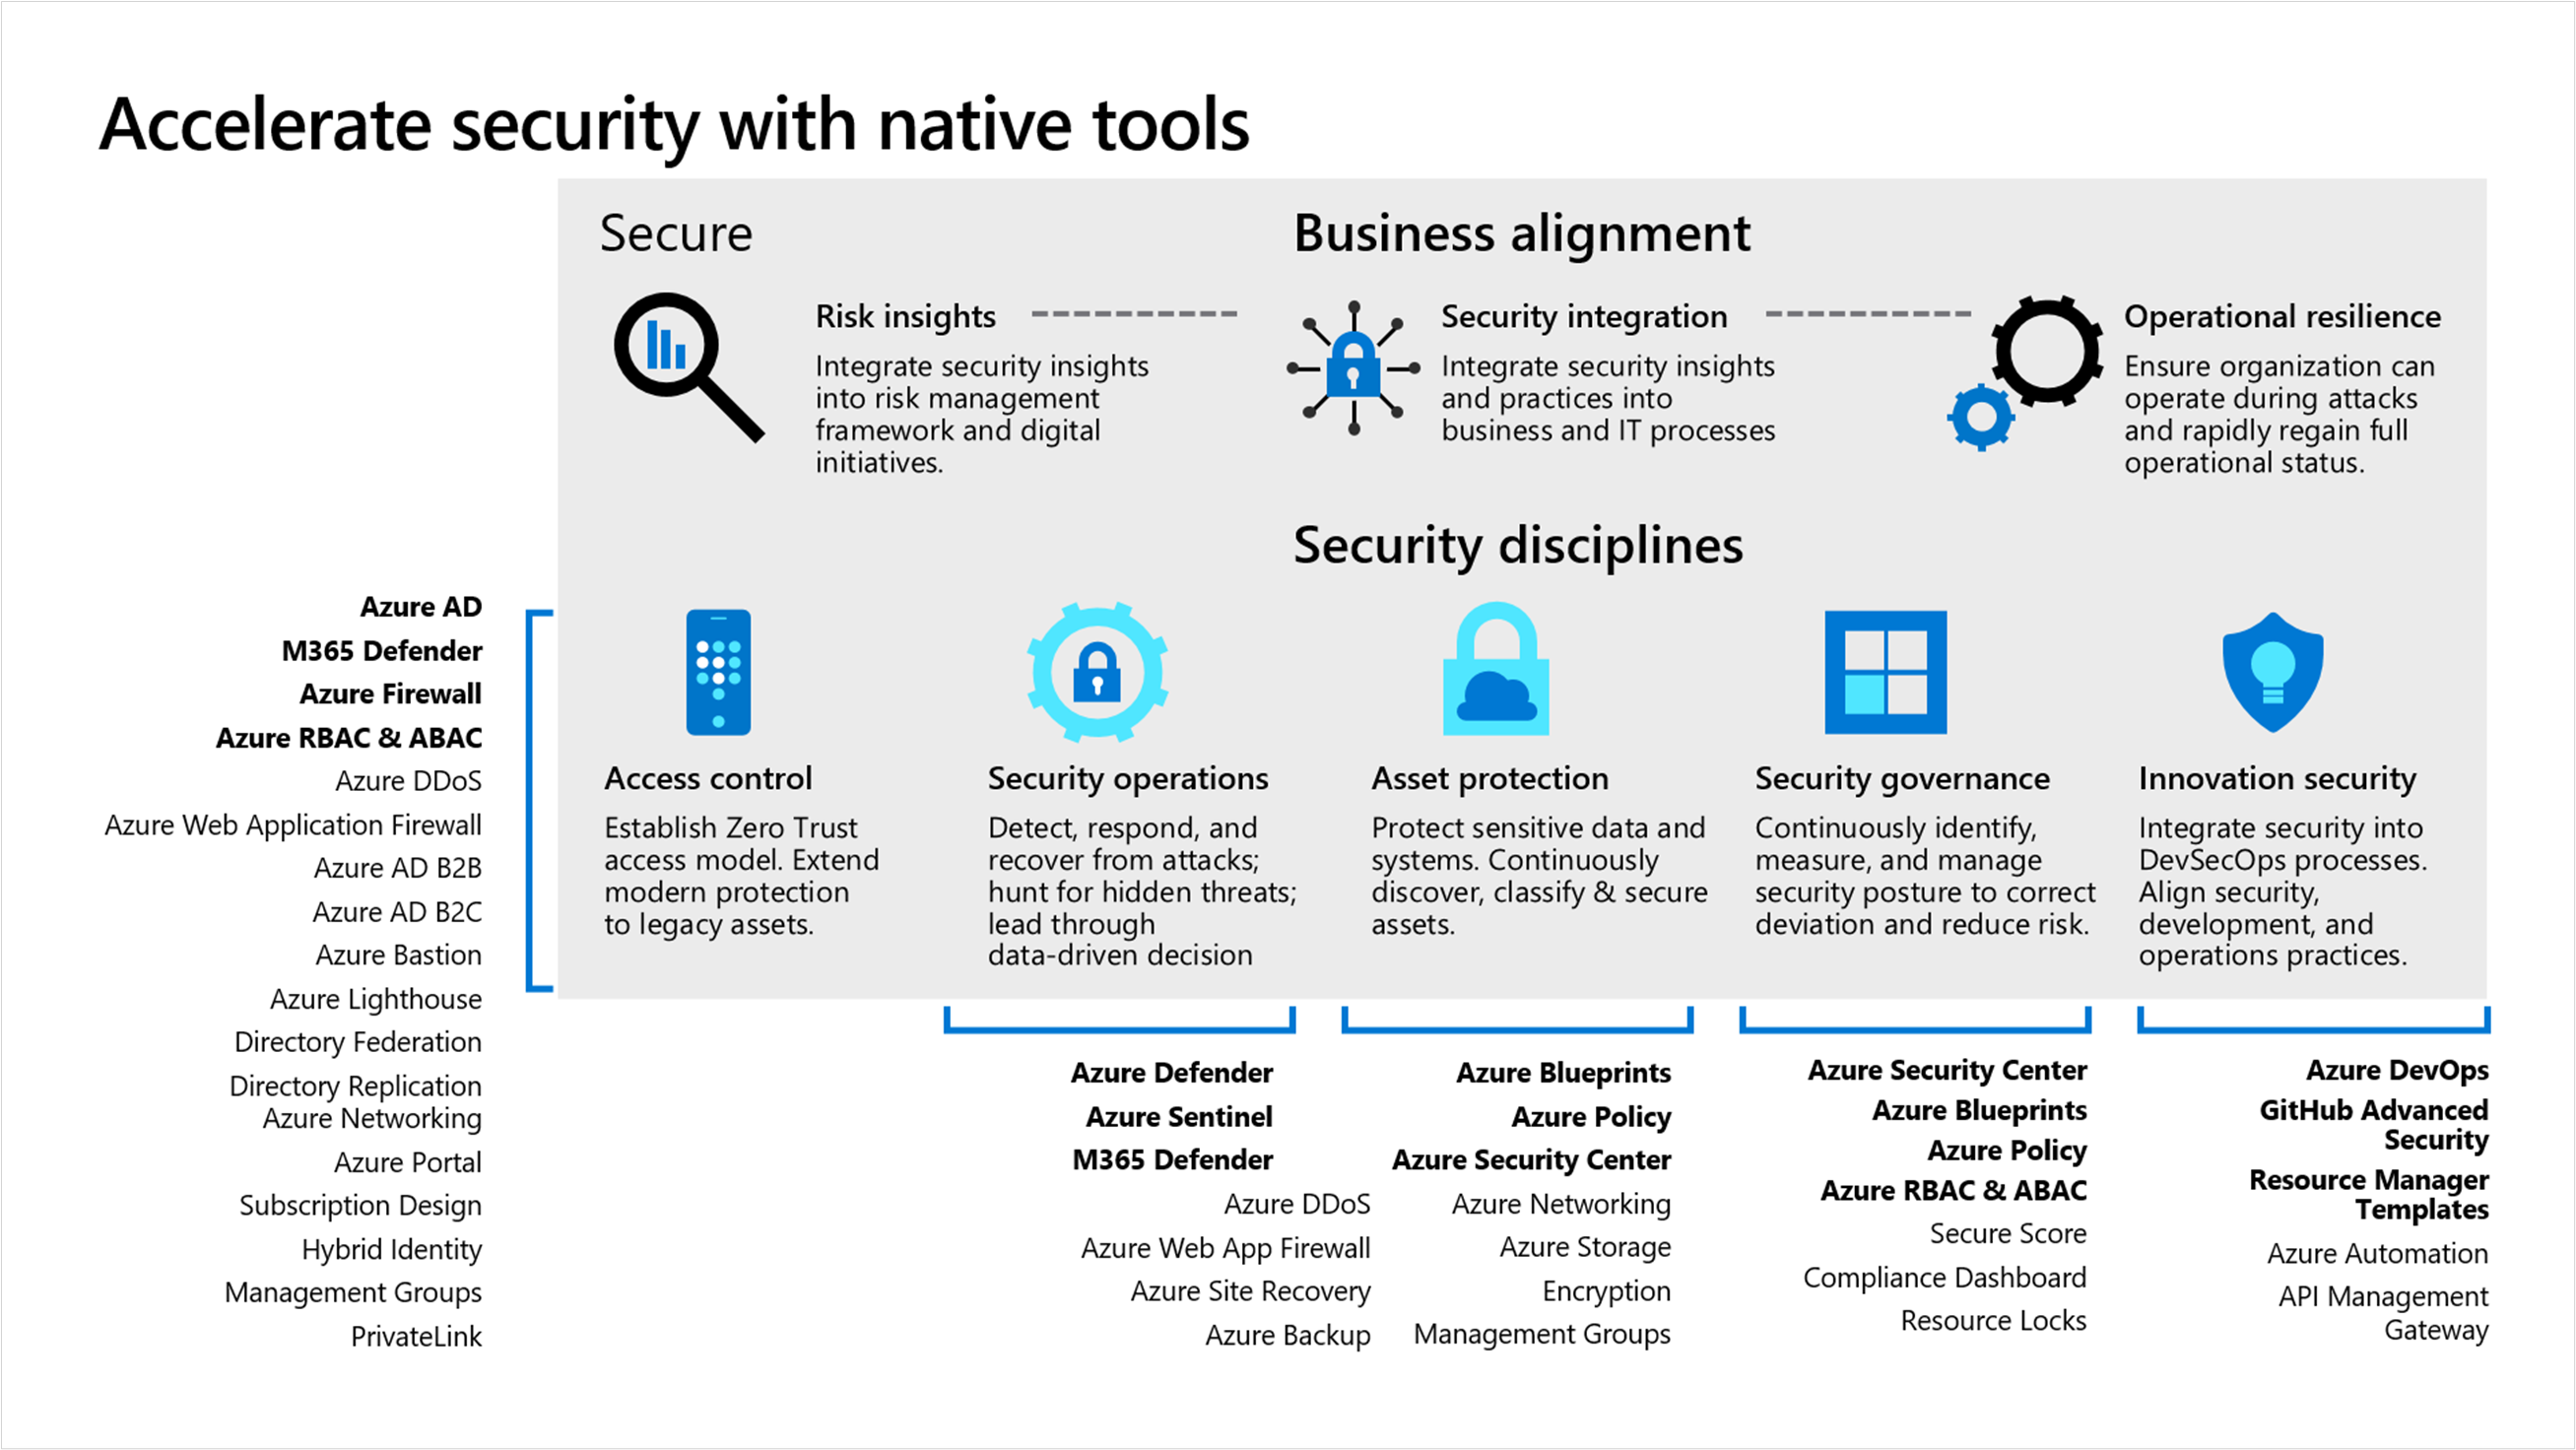 Accelerate security with native tools
Secure
Business alignment
Risk insights
Integrate security insights
into risk management
framework and digital
initiatives.
Security integration
Integrate security insights
and practices into
business and IT processes
Operational resilience
Ensure organization can
operate during attacks
and rapidly regain full
operational status.
Security disciplines
Access control
Establish Zero Trust
access model. Extend
modern protection
to legacy assets.
Security operations
Detect, respond, and
recover from attacks;
hunt for hidden threats;
lead through
data-driven decision
Asset protection
Protect sensitive data and
systems. Continuously
discover, classify & secure
assets.
Security governance
Continuously identify,
measure, and manage
security posture to correct
deviation and reduce risk.
Innovation security
Integrate security into
DevSecOps processes.
Align security,
development, and
operations practices.
Azure AD
M365 Defender
Azure Firewall
Azure RBAC & ABAC
Azure DDoS
Azure Web Application Firewall
Azure AD B2B
Azure AD B2C
Azure Bastion
Azure Lighthouse
Directory Federation
Directory Replication
Azure Networking
Azure Portal
Subscription Design
Hybrid Identity
Management Groups
PrivateLink
Azure Defender
Azure Sentinel
M365 Defender
Azure DDoS
Azure Web App Firewall
Azure Site Recovery
Azure Backup
Azure Blueprints
Azure Policy
Azure Security Center
Azure Networking
Azure Storage
Encryption
Management Groups
Azure Security Center
Azure Blueprints
Azure Policy
Azure RBAC & ABAC
Secure Score
Compliance Dashboard
Resource Locks
Azure DevOps
GitHub Advanced
Security
Resource Manager
Templates
Azure Automation
API Management
Gateway